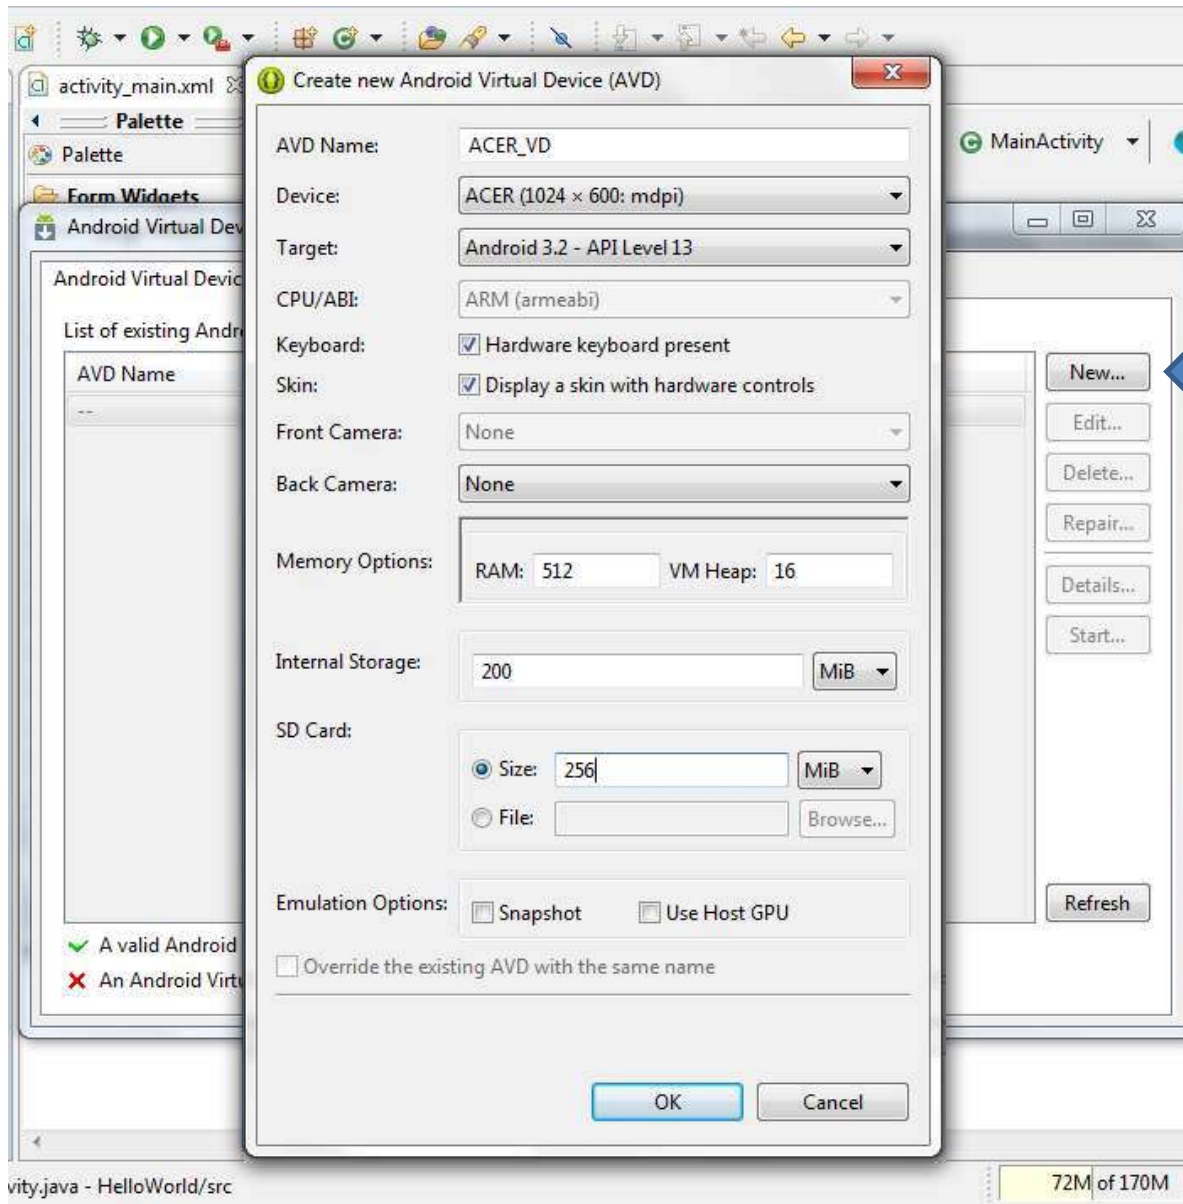 activity_main.xml
Create new Android Virtual Device (AVD)
Palette
Palette
Form Widgets
MainActivity
Android Virtual Dev
Android Virtual Devic
List of existing Andr
AVD Name
--
AVD Name: ACER_VD
Device: ACER (1024 × 600: mdpi)
Target: Android 3.2 - API Level 13
CPU/ABI: ARM (armeabi)
Keyboard: Hardware keyboard present
Skin: Display a skin with hardware controls
Front Camera: None
Back Camera: None
Memory Options: RAM: 512 VM Heap: 16
Internal Storage: 200 MiB
SD Card:
Size: 256 MiB
File: Browse...
Emulation Options: Snapshot Use Host GPU
Override the existing AVD with the same name
OK Cancel
New...
Edit...
Delete...
Repair...
Details...
Start...
Refresh
A valid Android
An Android Virtu
vity.java - HelloWorld/src
72M of 170M